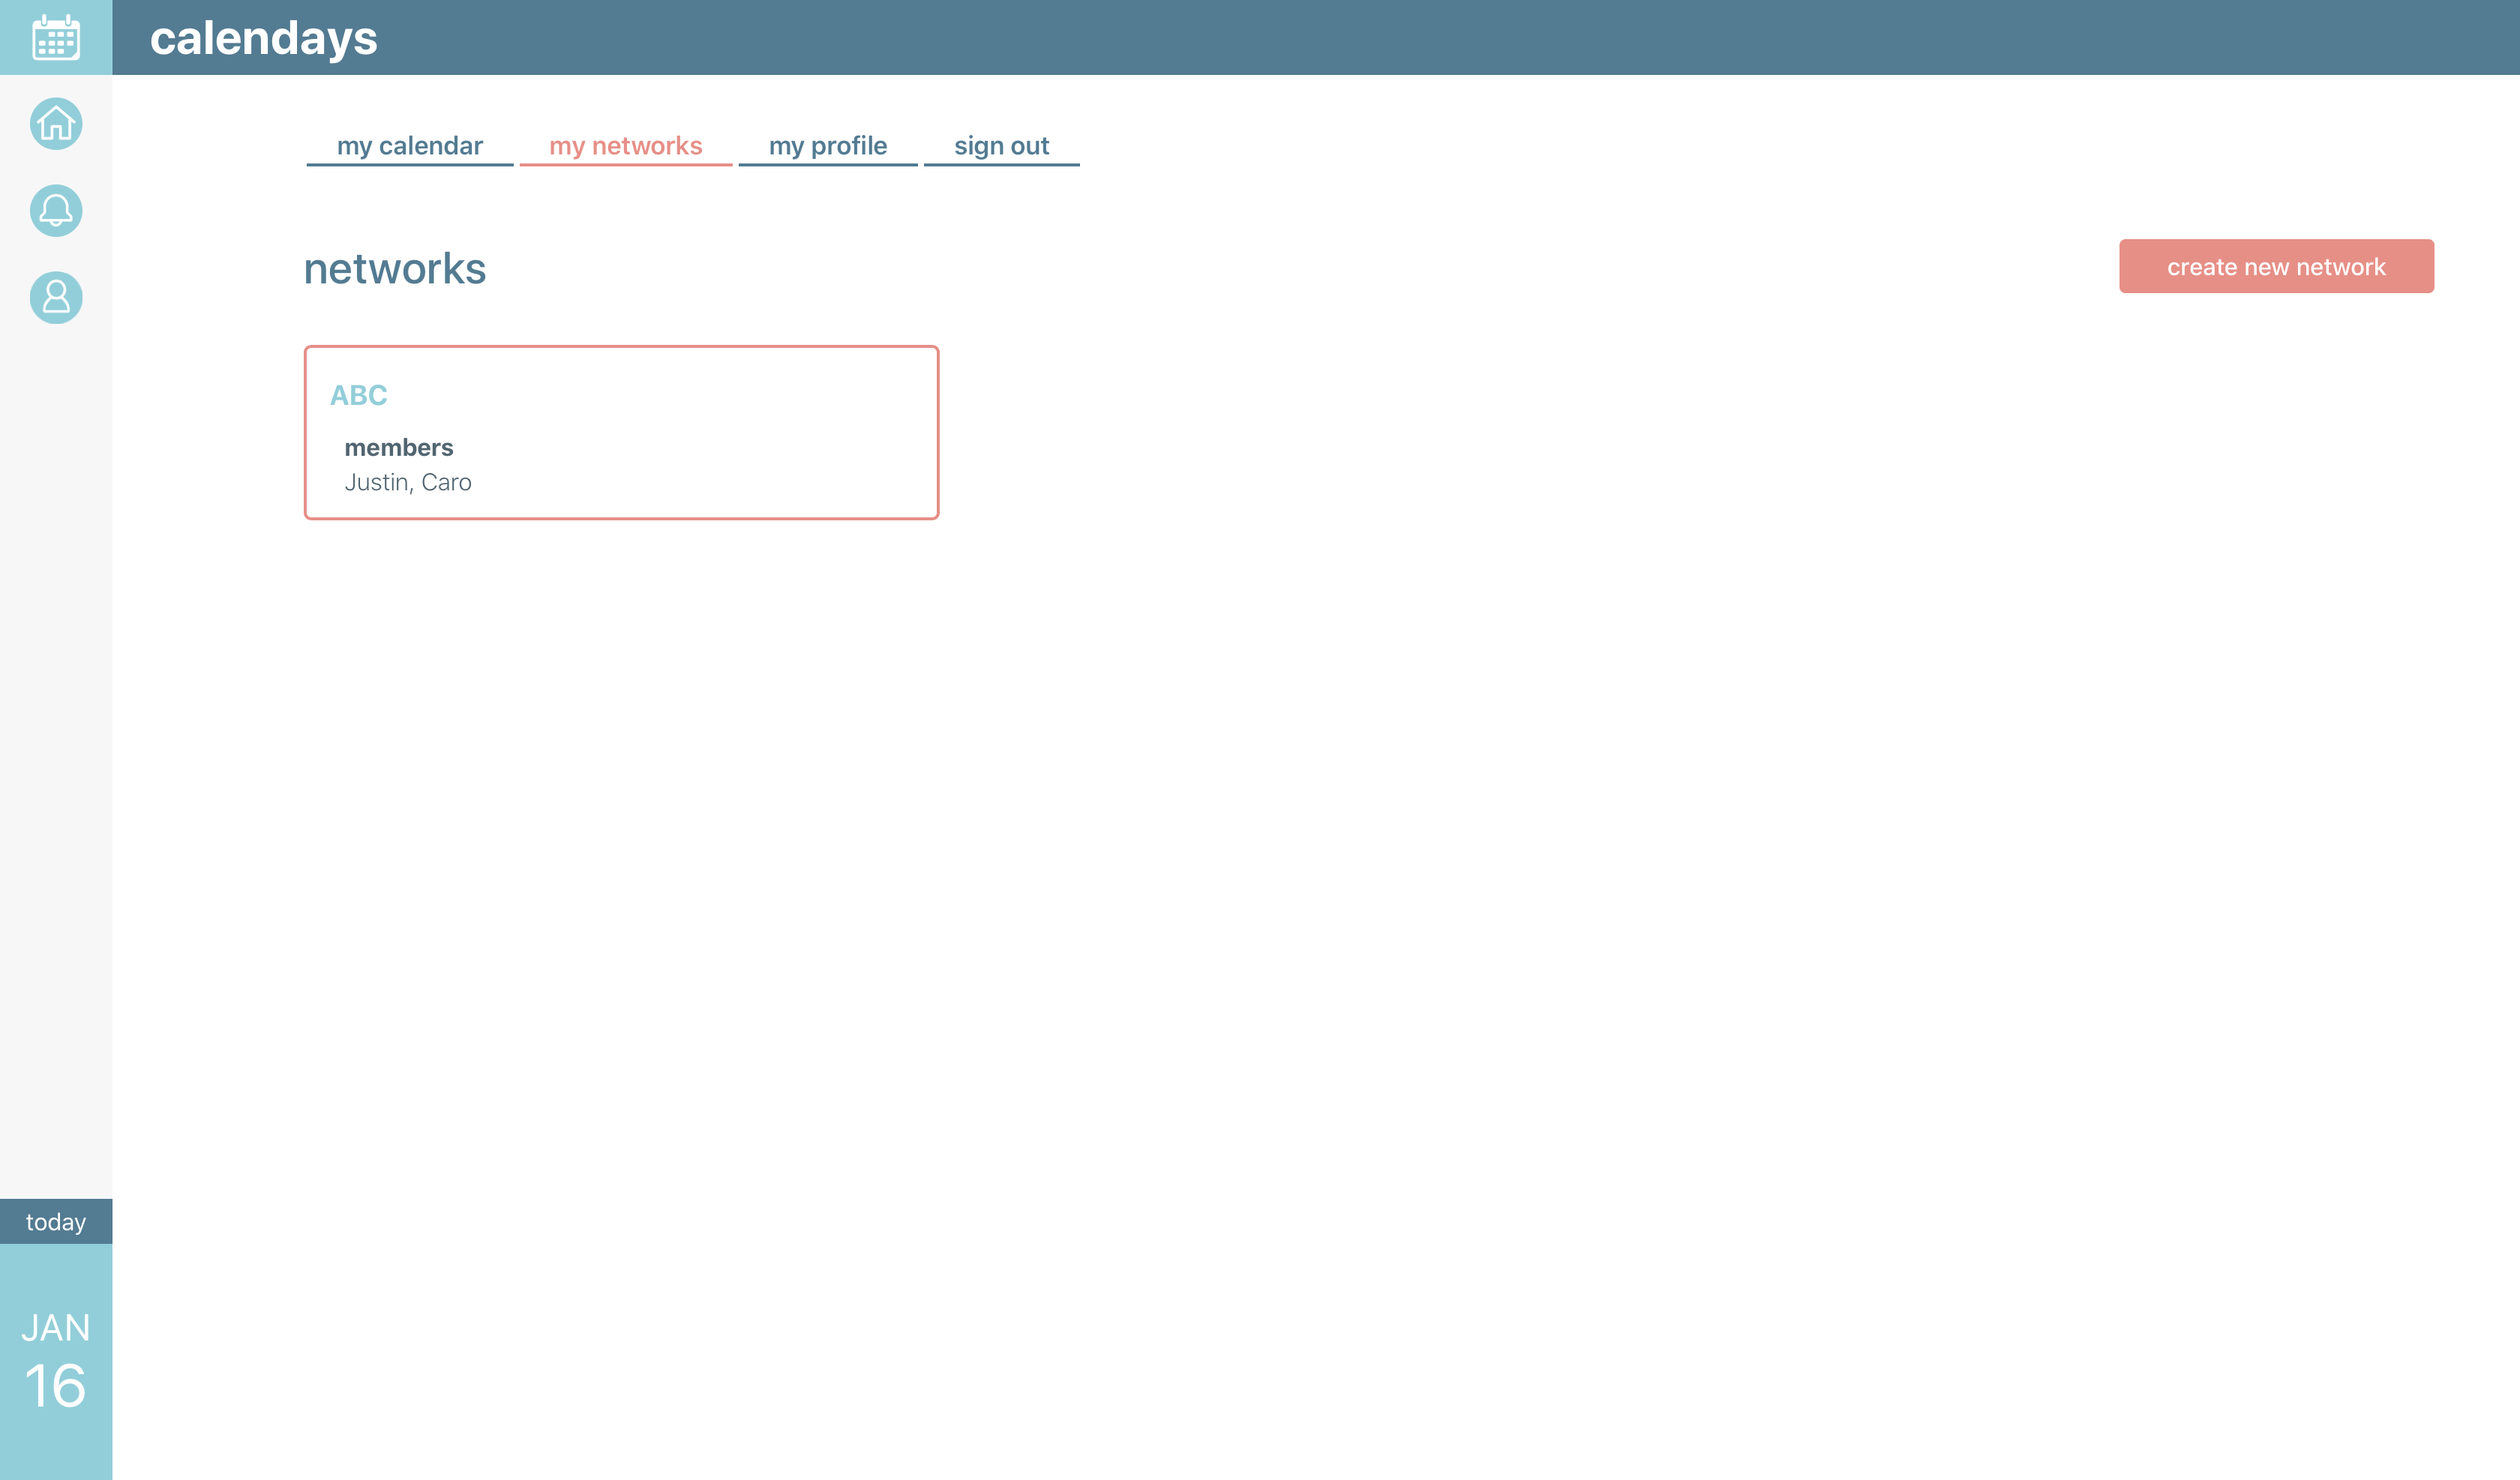 calendays
my calendar my networks my profile sign out
networks
create new network
ABC
members
Justin, Caro
today
JAN
16